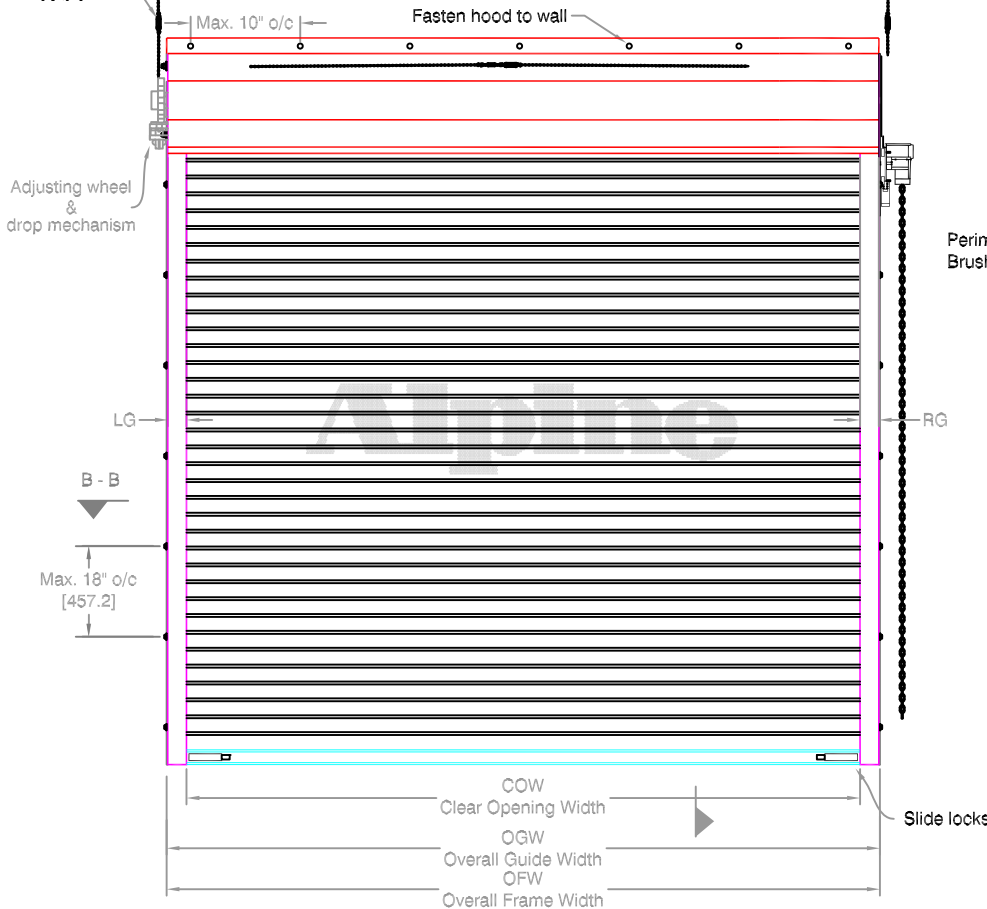 Max. 10" o/c
Fasten hood to wall
Adjusting wheel
&
drop mechanism
Perim
Brush
Alpine
LG
RG
B - B
Max. 18" o/c
[457.2]
COW
Clear Opening Width
Slide locks
OGW
Overall Guide Width
OFW
Overall Frame Width